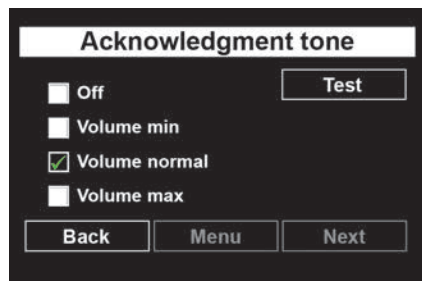 Acknowledgment tone
Off
Test
Volume min
Volume normal
Volume max
Back Menu Next